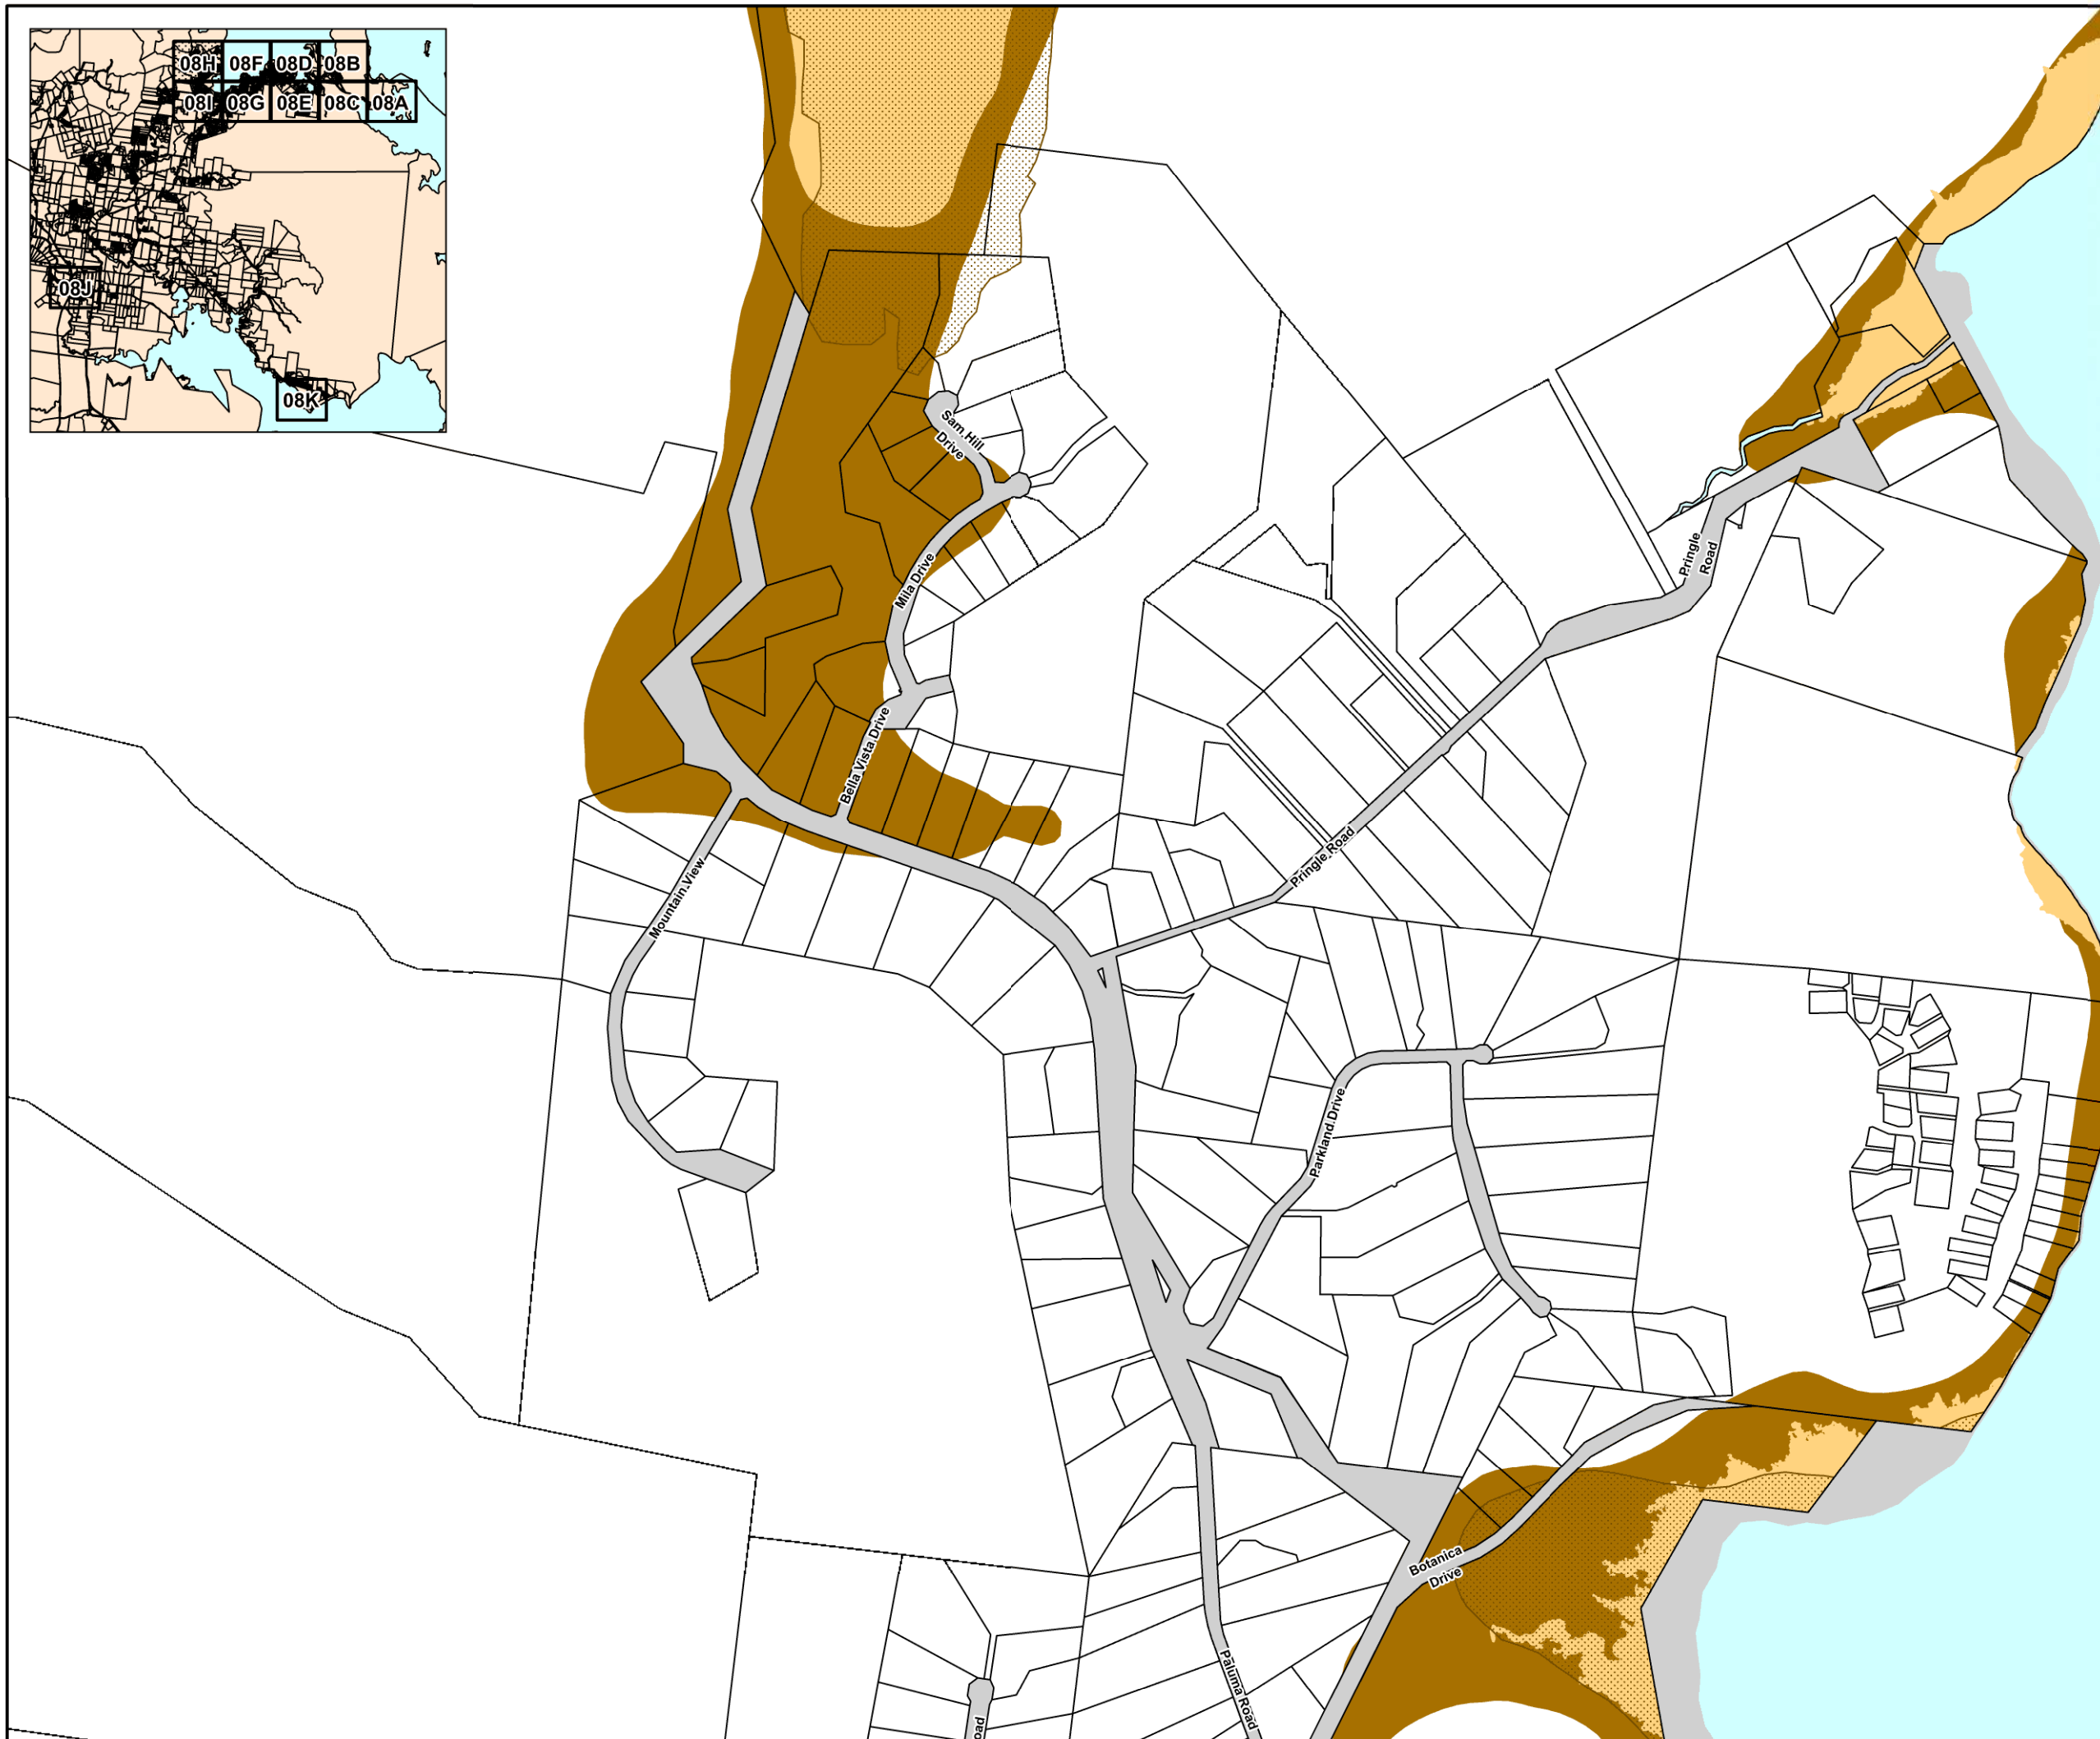 08H 08F 08D 08B
08I 08G 08E 08C 08A
08J
08K
Sam Hill
Drive
Mila Drive
Bella Vista Drive
Mountain View
Pringle
Road
Pringle Road
Parkland Drive
Botanica
Drive
Paluma Road
oad